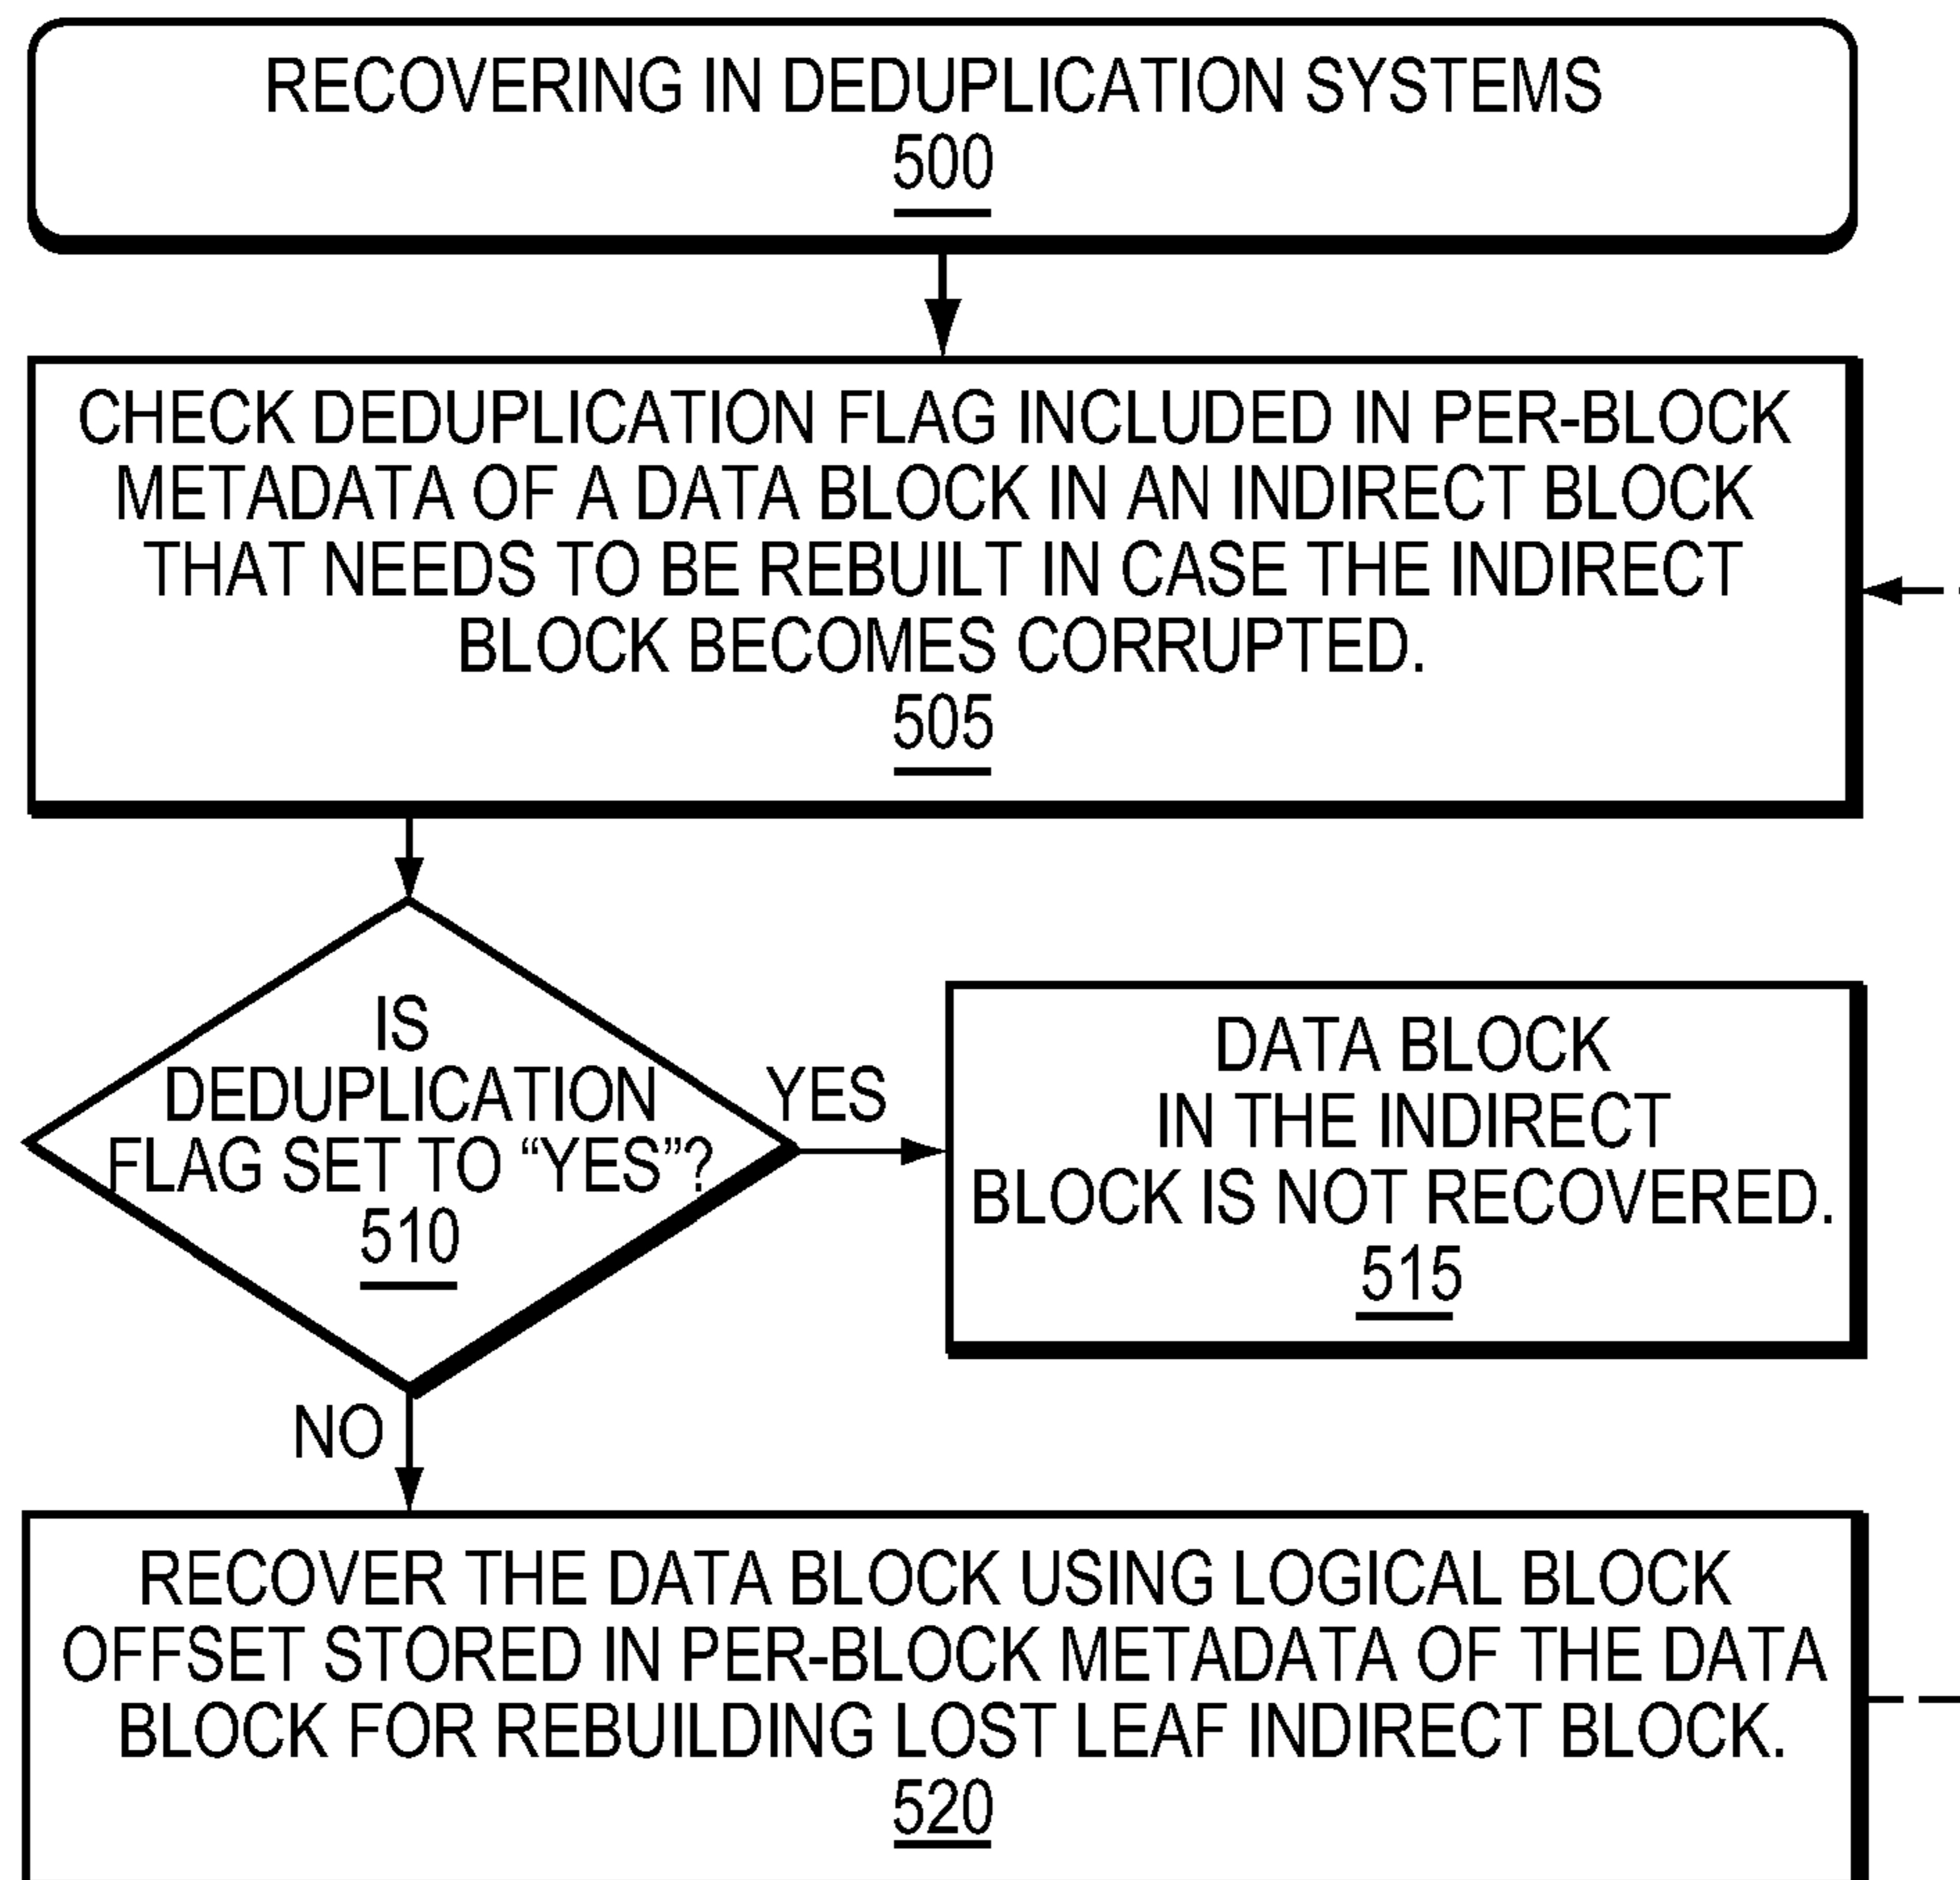 RECOVERING IN DEDUPLICATION SYSTEMS
500
CHECK DEDUPLICATION FLAG INCLUDED IN PER-BLOCK
METADATA OF A DATA BLOCK IN AN INDIRECT BLOCK
THAT NEEDS TO BE REBUILT IN CASE THE INDIRECT
BLOCK BECOMES CORRUPTED.
505
IS
DEDUPLICATION
FLAG SET TO “YES”?
510
YES
DATA BLOCK
IN THE INDIRECT
BLOCK IS NOT RECOVERED.
515
NO
RECOVER THE DATA BLOCK USING LOGICAL BLOCK
OFFSET STORED IN PER-BLOCK METADATA OF THE DATA
BLOCK FOR REBUILDING LOST LEAF INDIRECT BLOCK.
520